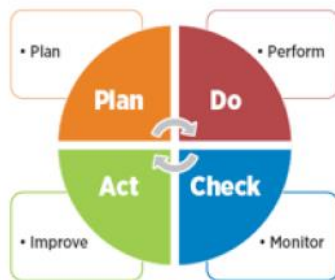 • Plan
• Perform
Plan
Do
Act
Check
• Improve
• Monitor